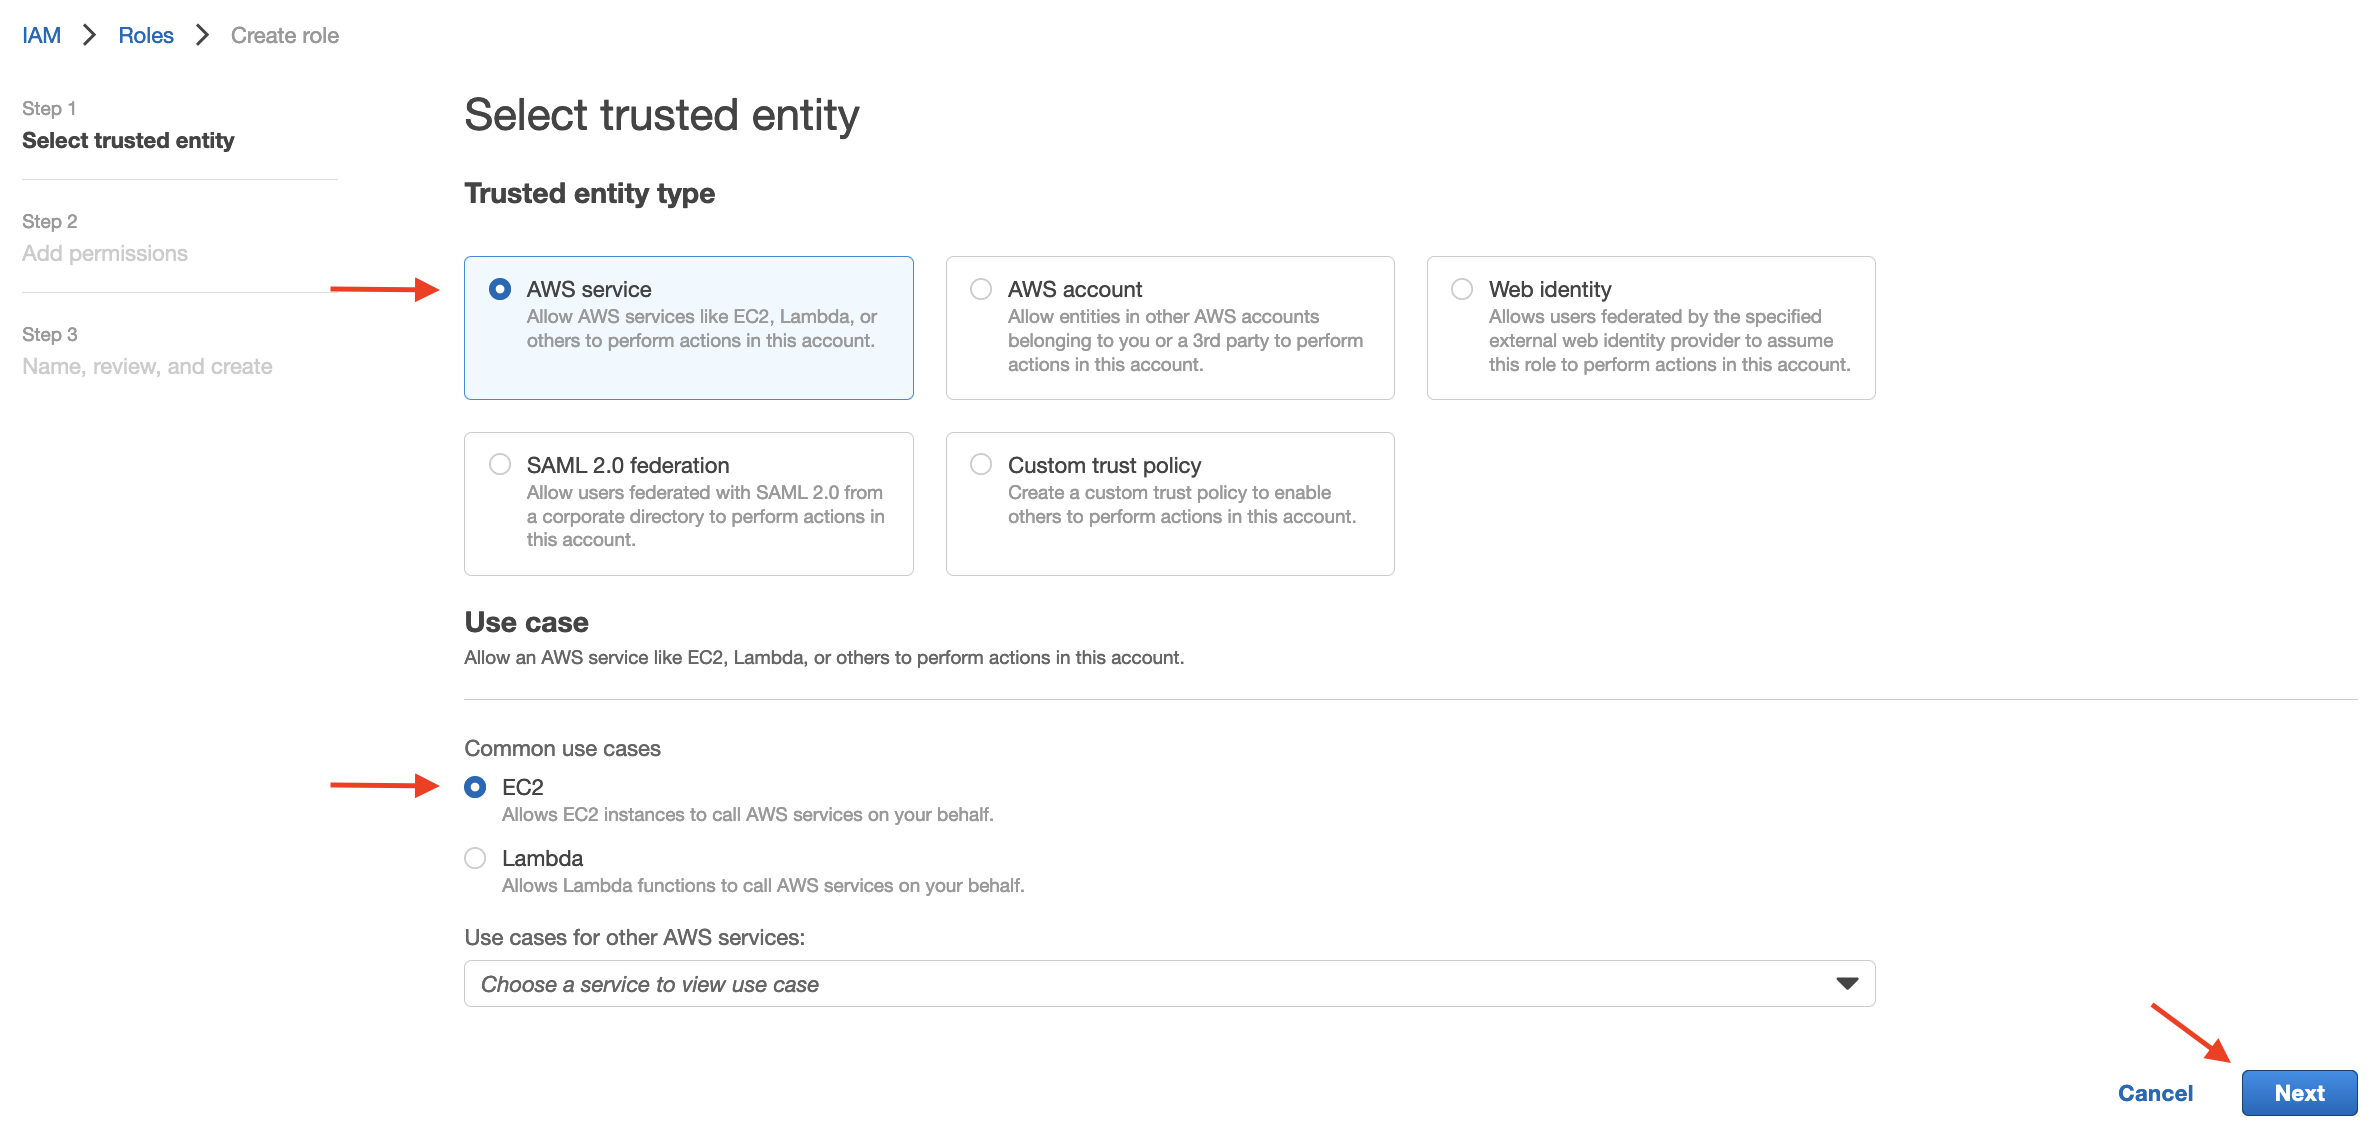 IAM > Roles > Create role
Step 1
Select trusted entity
Step 2
Add permissions
Step 3
Name, review, and create
Select trusted entity
Trusted entity type
AWS service
Allow AWS services like EC2, Lambda, or
others to perform actions in this account.
AWS account
Allow entities in other AWS accounts
belonging to you or a 3rd party to perform
actions in this account.
Web identity
Allows users federated by the specified
external web identity provider to assume
this role to perform actions in this account.
SAML 2.0 federation
Allow users federated with SAML 2.0 from
a corporate directory to perform actions in
this account.
Custom trust policy
Create a custom trust policy to enable
others to perform actions in this account.
Use case
Allow an AWS service like EC2, Lambda, or others to perform actions in this account.
Common use cases
EC2
Allows EC2 instances to call AWS services on your behalf.
Lambda
Allows Lambda functions to call AWS services on your behalf.
Use cases for other AWS services:
Choose a service to view use case
Cancel
Next